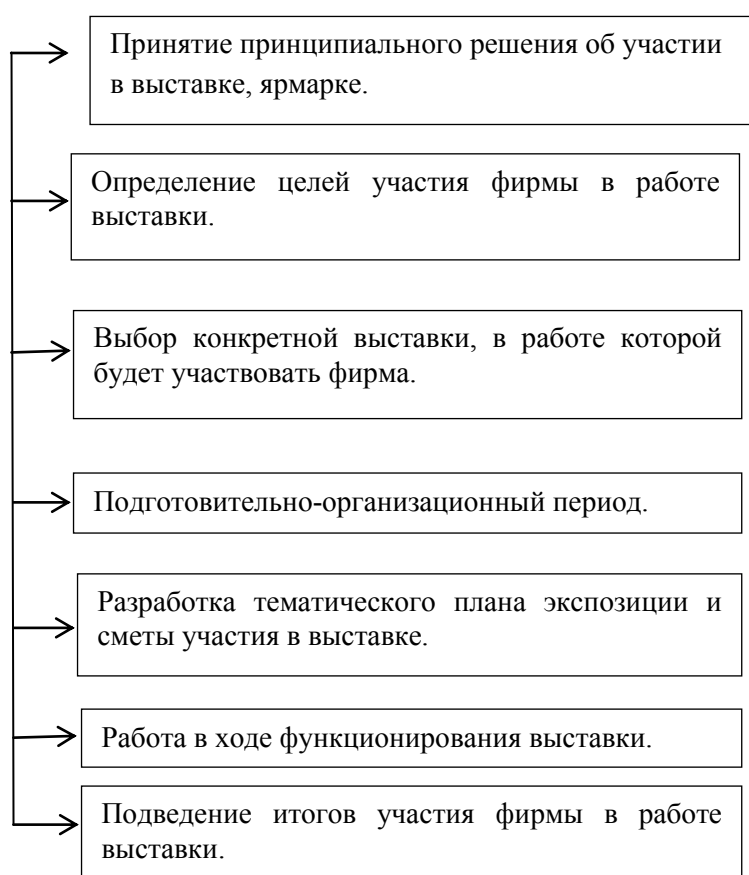 Принятие принципиального решения об участии
в выставке, ярмарке.
Определение целей участия фирмы в работе
выставки.
Выбор конкретной выставки, в работе которой
будет участвовать фирма.
Подготовительно-организационный период.
Разработка тематического плана экспозиции и
сметы участия в выставке.
Работа в ходе функционирования выставки.
Подведение итогов участия фирмы в работе
выставки.